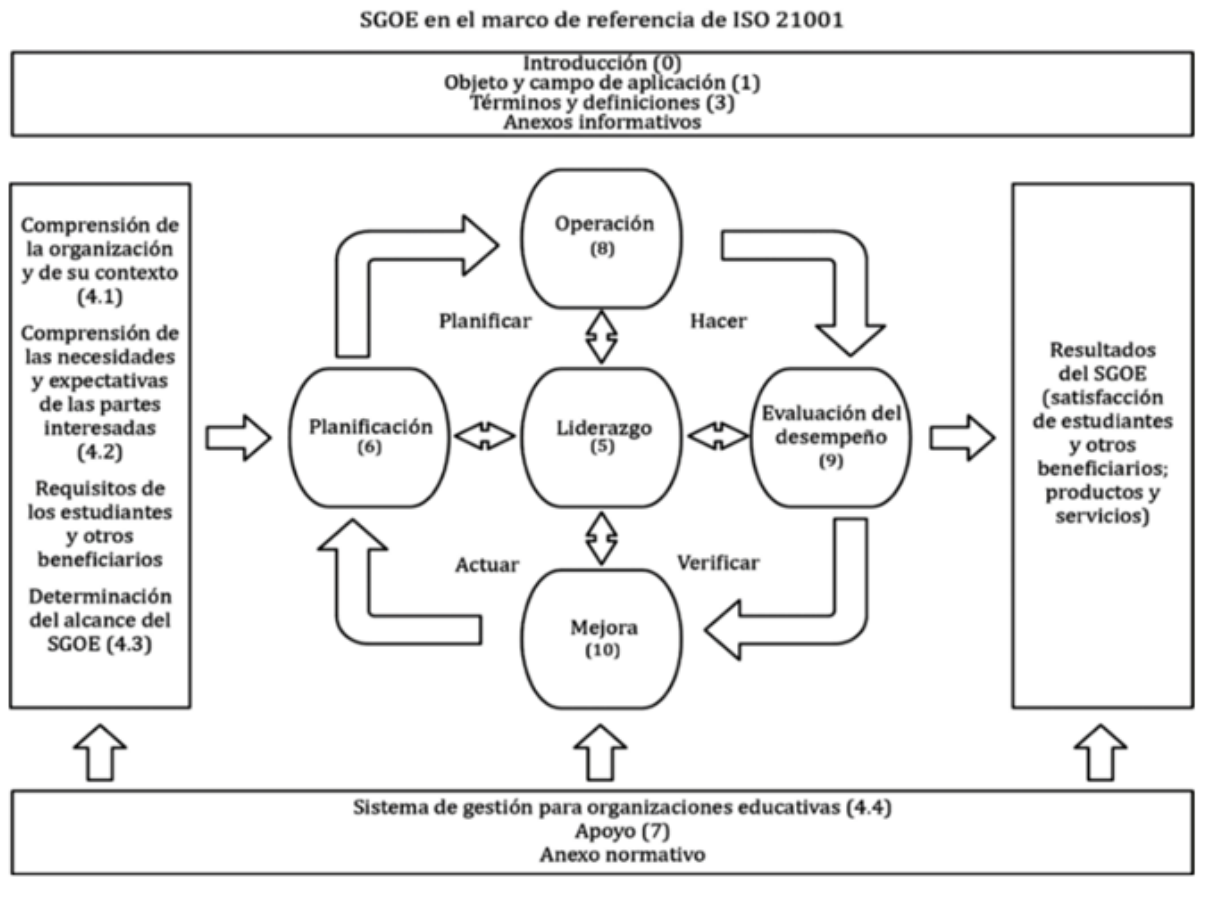 SGOE en el marco de referencia de ISO 21001
Introducción (0)
Objeto y campo de aplicación (1)
Términos y definiciones (3)
Anexos informativos
Comprensión de
la organización
y de su contexto
(4.1)
Comprensión de
las necesidades
y expectativas
de las partes
interesadas
(4.2)
Requisitos de
los estudiantes
y otros
beneficiarios
Determinación
del alcance del
SGOE (4.3)
Operación
(8)
Planificar
Hacer
Planificación
(6)
Liderazgo
(5)
Evaluación del
desempeño
(9)
Actuar
Verificar
Mejora
(10)
Resultados
del SGOE
(satisfacción
de estudiantes
y otros
beneficiarios;
productos y
servicios)
Sistema de gestión para organizaciones educativas (4.4)
Apoyo (7)
Anexo normativo